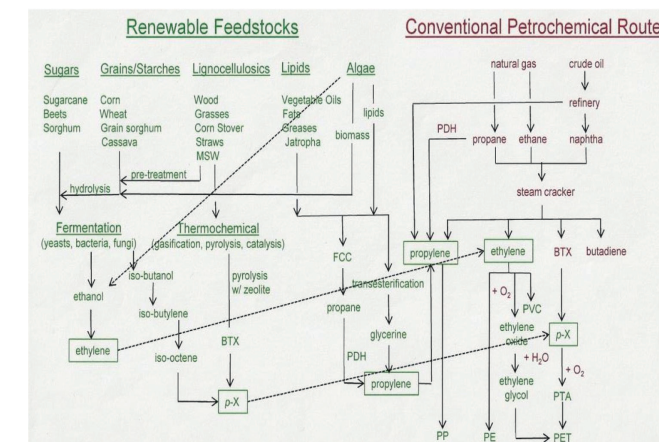 Renewable Feedstocks
Conventional Petrochemical Route
Sugars
Grains/Starches
Lignocellulosics
Lipids
Algae
Sugarcane
Beets
Sorghum
Corn
Wheat
Grain sorghum
Cassava
Wood
Grasses
Corn Stover
Straws
MSW
Vegetable Oils
Fats
Greases
Jatropha
lipids
biomass
pre-treatment
hydrolysis
Fermentation
(yeasts, bacteria, fungi)
Thermochemical
(gasification, pyrolysis, catalysis)
ethanol
ethylene
iso-butanol
iso-butylene
iso-octene
pyrolysis
w/ zeolite
BTX
p-X
FCC
propane
PDH
transesterification
glycerine
propylene
natural gas
crude oil
refinery
PDH
propane
ethane
naphtha
steam cracker
propylene
ethylene
BTX
butadiene
+ O2
PVC
ethylene
oxide
+ H2O
ethylene
glycol
p-X
+ O2
PTA
PP
PE
PET